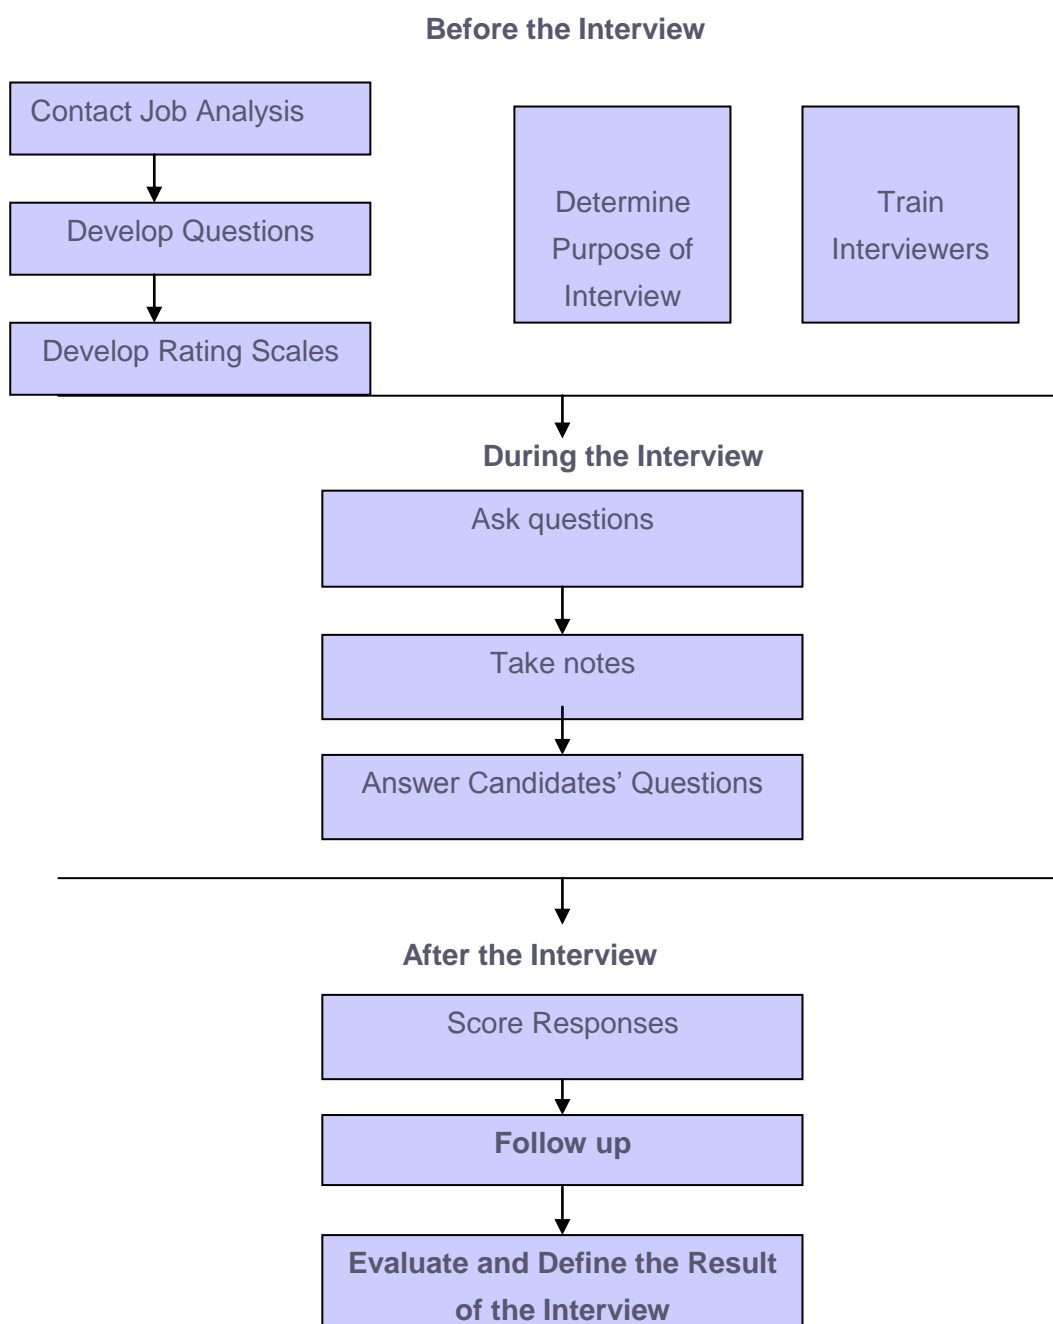 Before the Interview
Contact Job Analysis
Develop Questions
Develop Rating Scales
Determine
Purpose of
Interview
Train
Interviewers
During the Interview
Ask questions
Take notes
Answer Candidates’ Questions
After the Interview
Score Responses
Follow up
Evaluate and Define the Result
of the Interview